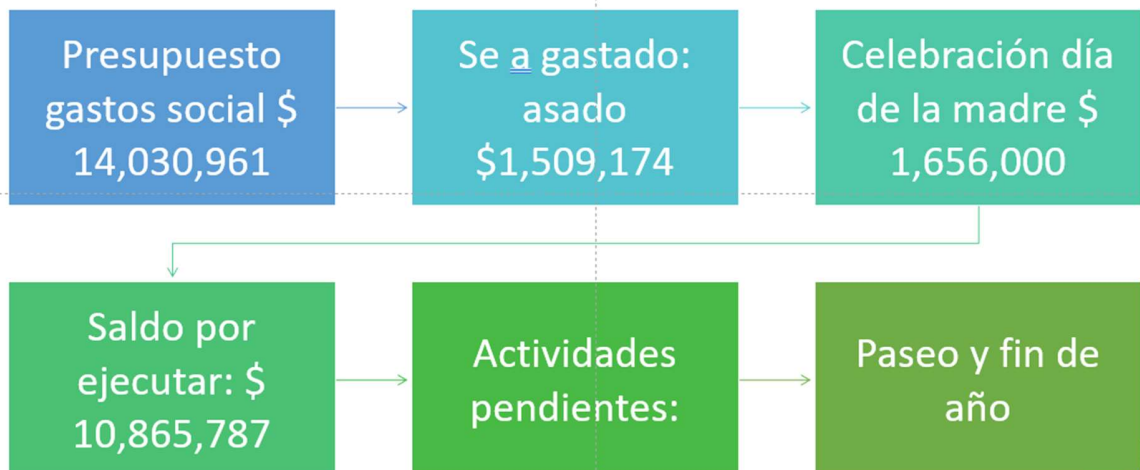 Presupuesto
gastos social $
14,030,961
Se a gastado:
asado
$1,509,174
Celebración día
de la madre $
1,656,000
Saldo por
ejecutar: $
10,865,787
Actividades
pendientes:
Paseo y fin de
año